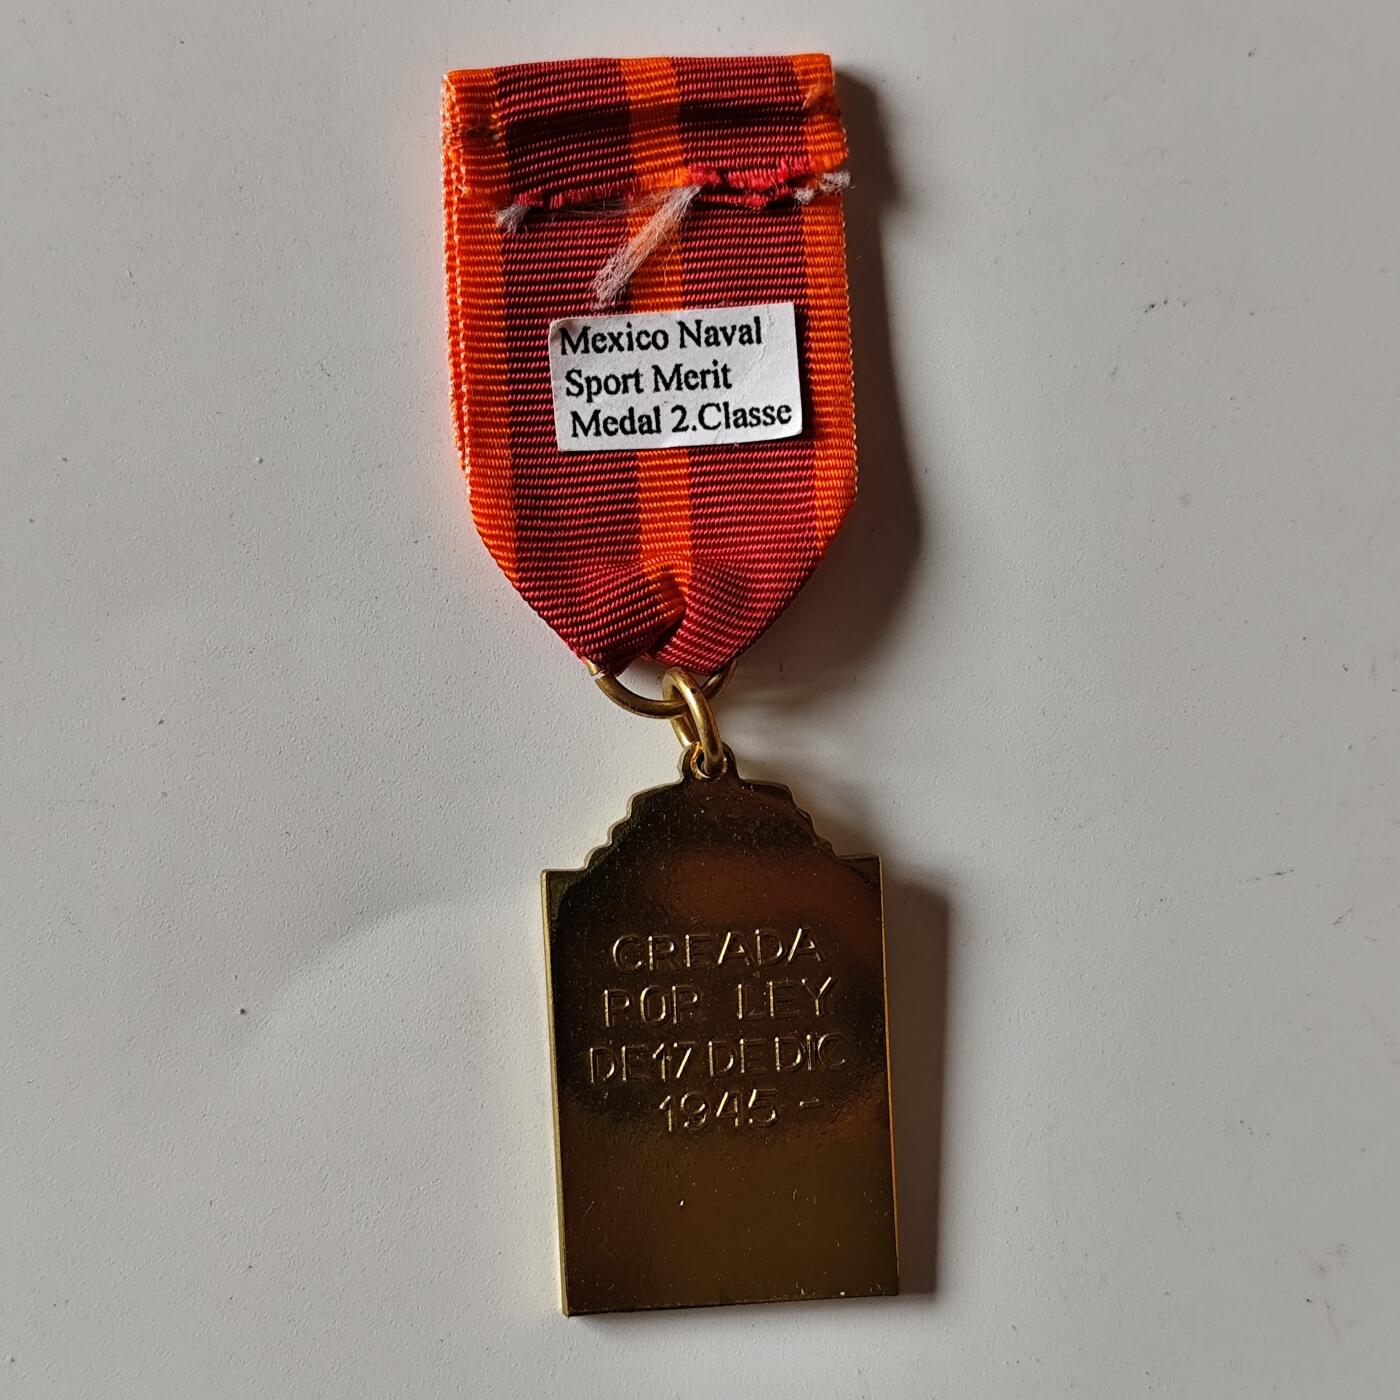 Mexico Naval
Sport Merit
Medal 2.Classe
CREADA
POR LEY
DE 17 DE DIC
1945 -